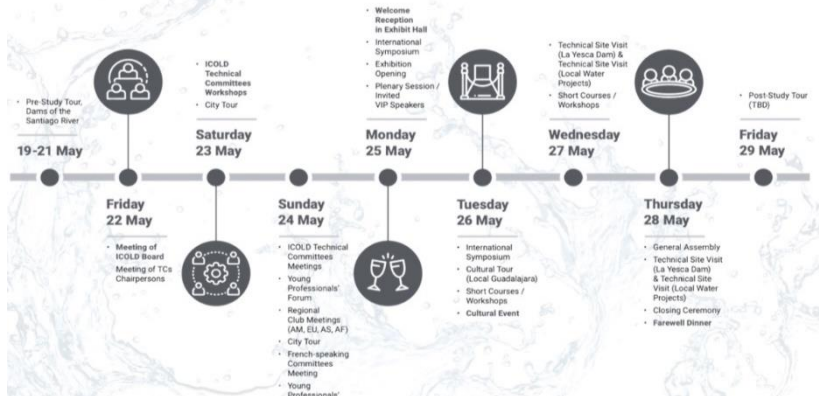 • Pre-Study Tour,
Dams of the
Santiago River
19-21 May
Friday
22 May
• Meeting of
ICOLD Board
Meeting of TCs
Chairpersons
• ICOLD
Technical
Committees
Workshops
• City Tour
Saturday
23 May
Sunday
24 May
• ICOLD Technical
Committees
Meetings
• Young
Professionals'
Forum
• Regional
Club Meetings
(AM, EU, AS, AF)
• City Tour
• French-speaking
Committees
Meeting
• Young
Professionals'
• Welcome
Reception
in Exhibit Hall
• International
Symposium
• Exhibition
Opening
• Plenary Session /
Invited
VIP Speakers
Monday
25 May
Tuesday
26 May
• International
Symposium
• Cultural Tour
(Local Guadalajara)
• Short Courses /
Workshops
• Cultural Event
• Technical Site Visit
(La Yesca Dam) &
Technical Site Visit
(Local Water
Projects)
• Short Courses /
Workshops
Wednesday
27 May
Thursday
28 May
• General Assembly
• Technical Site Visit
(La Yesca Dam)
& Technical Site
Visit (Local Water
Projects)
• Closing Ceremony
• Farewell Dinner
• Post-Study Tour
(TBD)
Friday
29 May